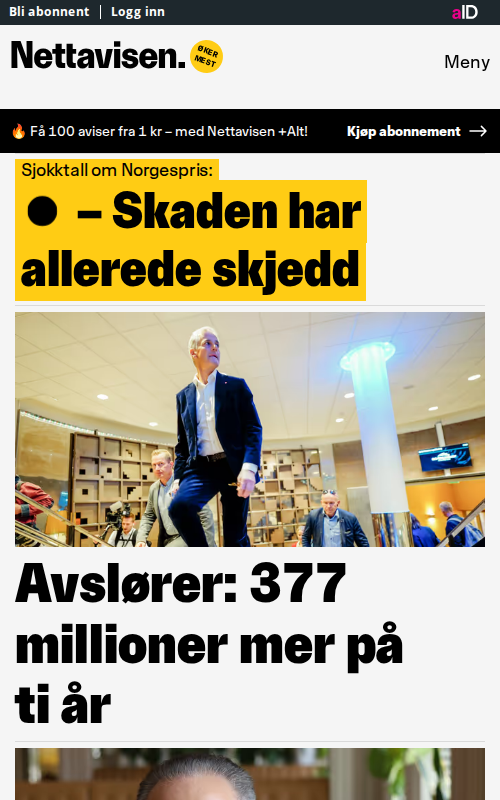 Bli abonnent Logg inn aID
Nettavisen. ØKER MEST
Meny
🔥 Få 100 aviser fra 1 kr – med Nettavisen +Alt! Kjøp abonnement →
Sjokktall om Norgespris:
● – Skaden har
allerede skjedd
Avslører: 377
millioner mer på
ti år